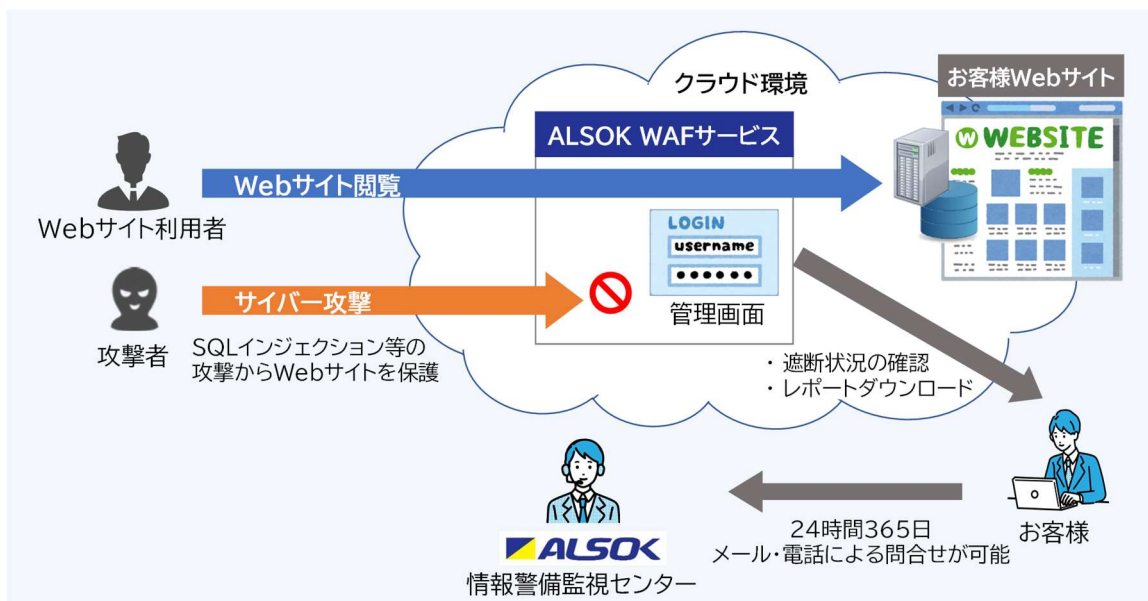 クラウド環境
お客様Webサイト
WEBSITE
ALSOK WAFサービス
Webサイト閲覧
Webサイト利用者
LOGIN
username
管理画面
サイバー攻撃
攻撃者
SQLインジェクション等の
攻撃からWebサイトを保護
・遮断状況の確認
・レポートダウンロード
お客様
24時間365日
メール・電話による問合せが可能
ALSOK
情報警備監視センター